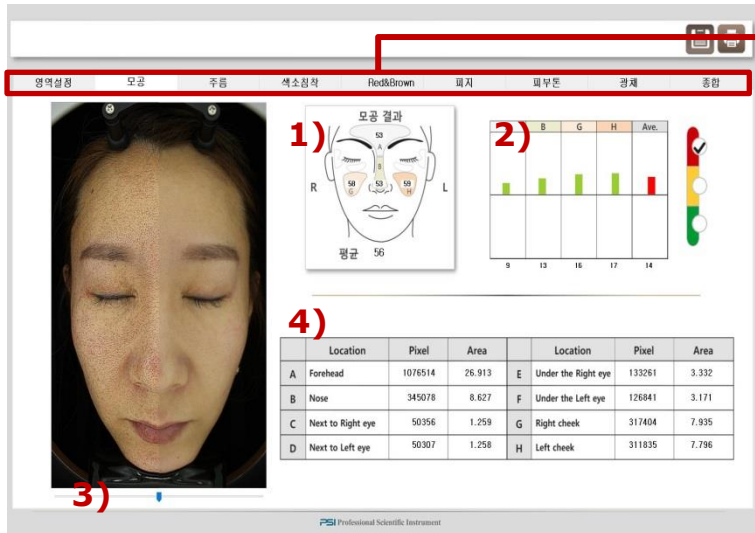 영역설정 모공 주름 색소침착 Red&Brown 피지 피부톤 광채 종합
1)
모공 결과
53
A
B
R
58
G
53
59
H
L
평균 56
2)
B G H Ave.
9 13 16 17 14
3)
4)
Location Pixel Area Location Pixel Area
A Forehead 1076514 26.913 E Under the Right eye 133261 3.332
B Nose 345078 8.627 F Under the Left eye 126841 3.171
C Next to Right eye 50356 1.259 G Right cheek 317404 7.935
D Next to Left eye 50307 1.258 H Left cheek 311835 7.796
PSI Professional Scientific Instrument